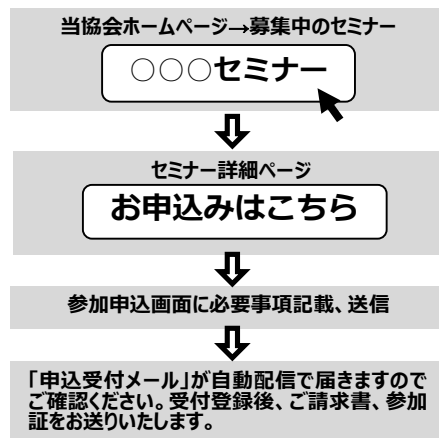 当協会ホームページ→募集中のセミナー
○○○セミナー
セミナー詳細ページ
お申込みはこちら
参加申込画面に必要事項記載、送信
「申込受付メール」が自動配信で届きますので
ご確認ください。受付登録後、ご請求書、参加
証をお送りいたします。